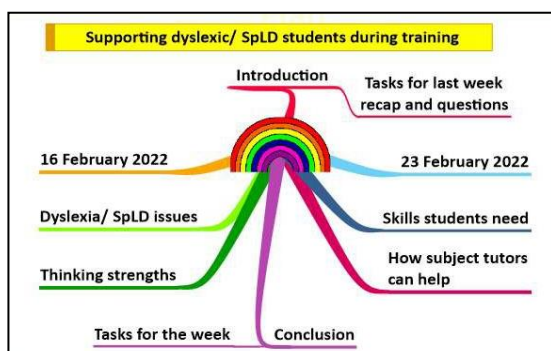 Supporting dyslexic/ SpLD students during training
Introduction
Tasks for last week
recap and questions
16 February 2022
23 February 2022
Dyslexia/ SpLD issues
Skills students need
Thinking strengths
How subject tutors
can help
Tasks for the week
Conclusion